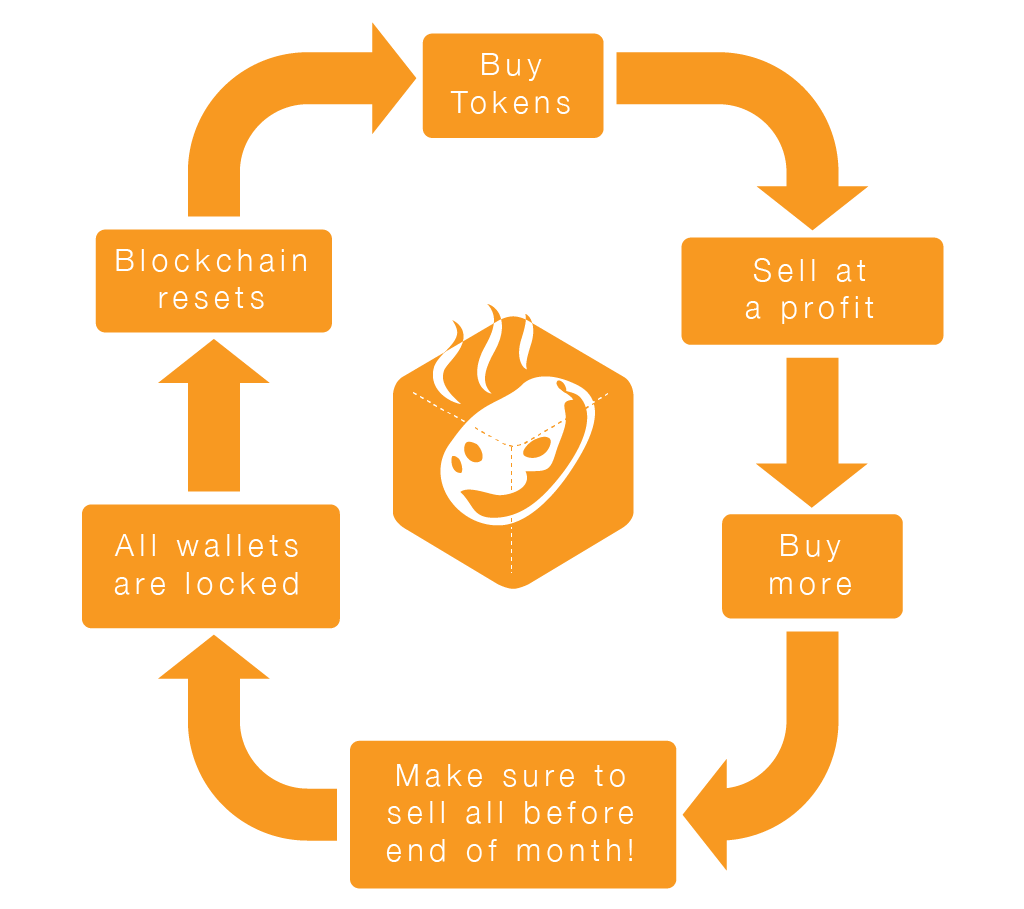 Buy
Tokens
Sell at
a profit
Buy
more
Make sure to
sell all before
end of month!
All wallets
are locked
Blockchain
resets